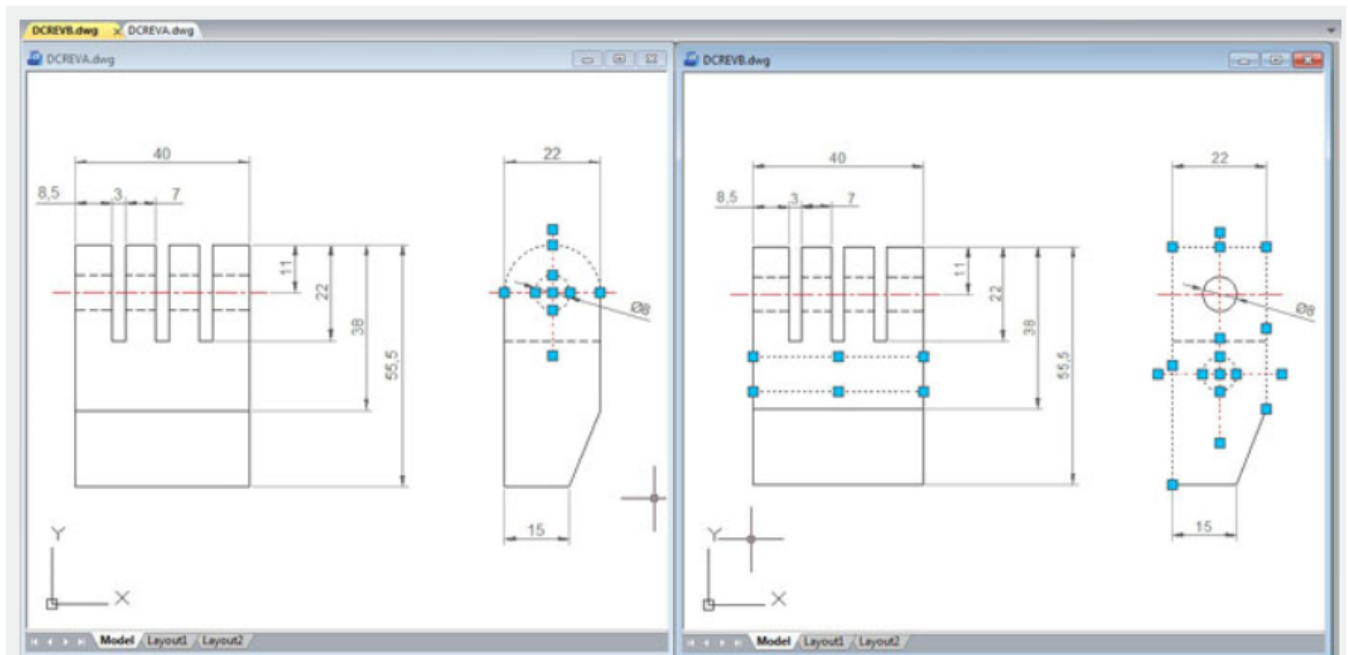 DCREVB.dwg DCREVA.dwg
DCREVA.dwg
40
22
8,5 3 7
11
22
38
55,5
Ø8
15
Y
X
Model Layout1 Layout2
DCREVB.dwg
40
22
8,5 3 7
11
22
38
55,5
Ø8
15
Y
X
Model Layout1 Layout2